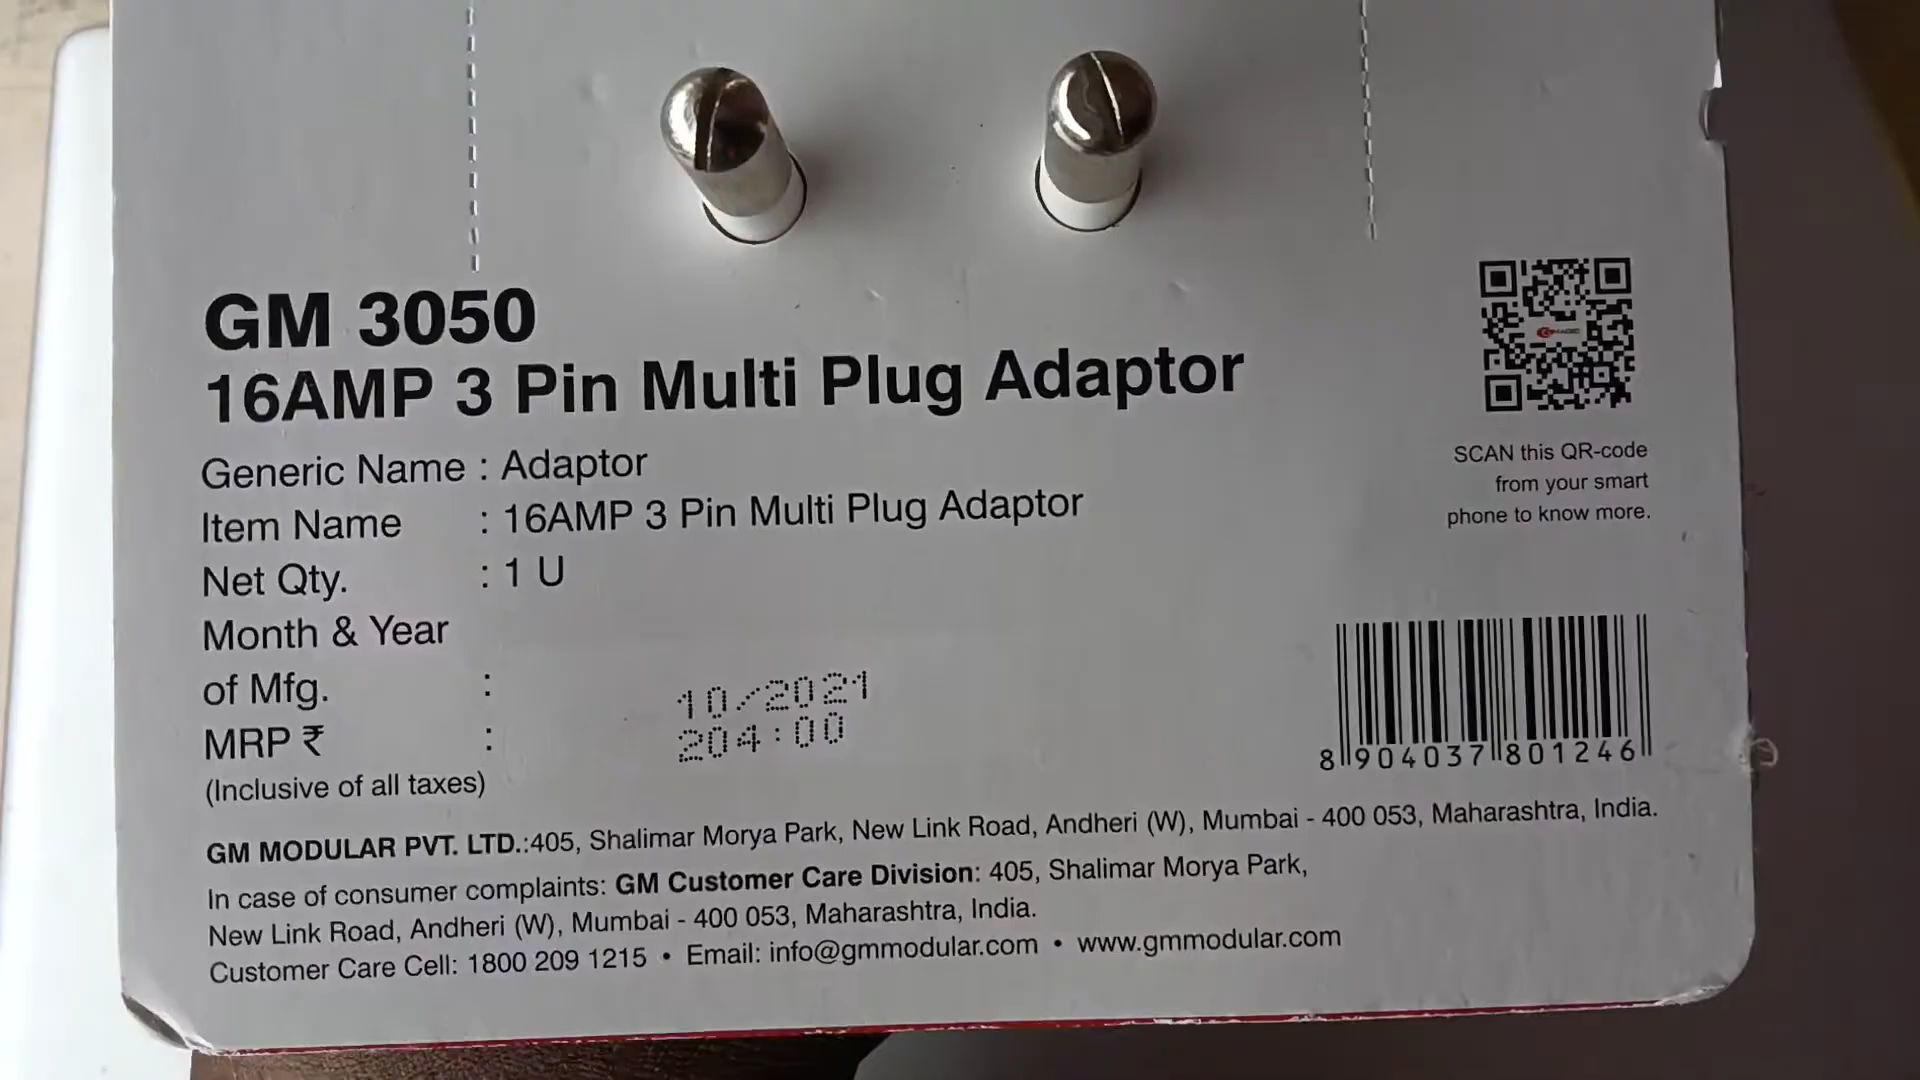 GM 3050
16AMP 3 Pin Multi Plug Adaptor
Generic Name : Adaptor
Item Name : 16AMP 3 Pin Multi Plug Adaptor
Net Qty. : 1 U
Month & Year
of Mfg. : 10/2021
MRP ₹ : 204:00
(Inclusive of all taxes)
SCAN this QR-code
from your smart
phone to know more.
8 904037 801246
GM MODULAR PVT. LTD.:405, Shalimar Morya Park, New Link Road, Andheri (W), Mumbai - 400 053, Maharashtra, India.
In case of consumer complaints: GM Customer Care Division: 405, Shalimar Morya Park,
New Link Road, Andheri (W), Mumbai - 400 053, Maharashtra, India.
Customer Care Cell: 1800 209 1215 • Email: info@gmmodular.com • www.gmmodular.com